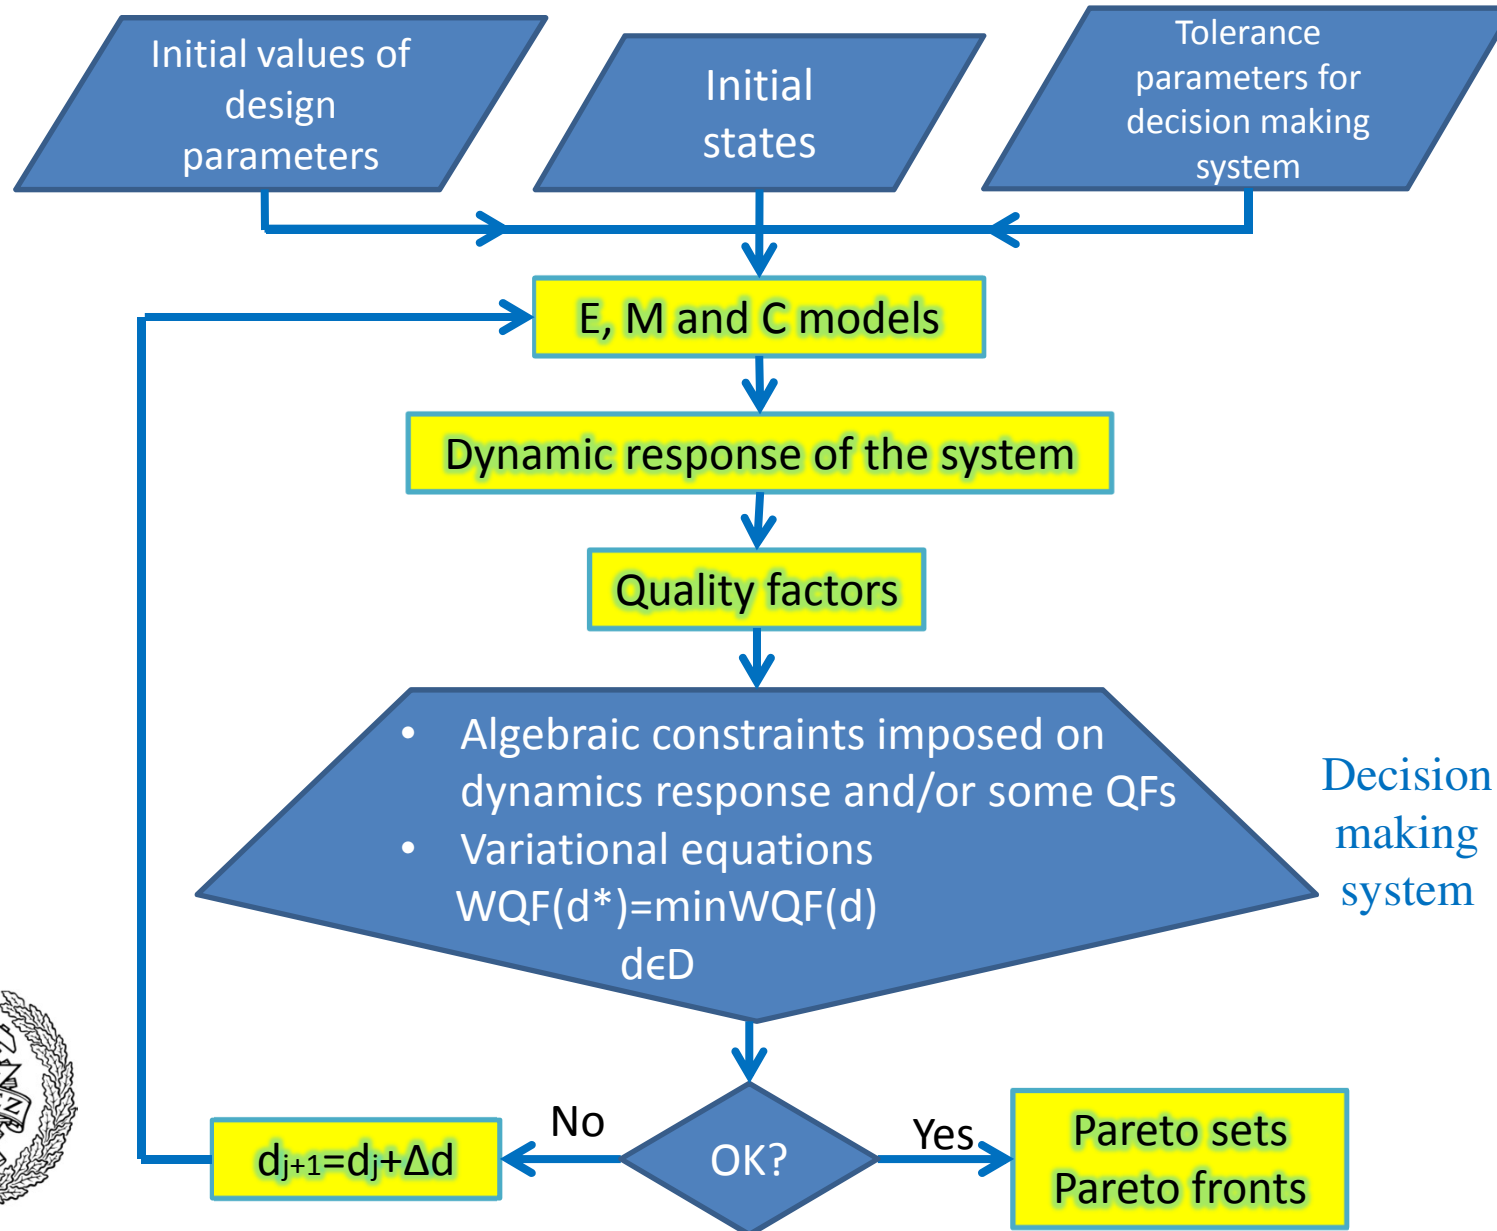 Initial values of
design
parameters
Initial
states
Tolerance
parameters for
decision making
system
E, M and C models
Dynamic response of the system
Quality factors
• Algebraic constraints imposed on
dynamics response and/or some QFs
• Variational equations
WQF(d*)=minWQF(d)
dϵD
Decision
making
system
No
dj+1=dj+Δd
OK?
Yes
Pareto sets
Pareto fronts